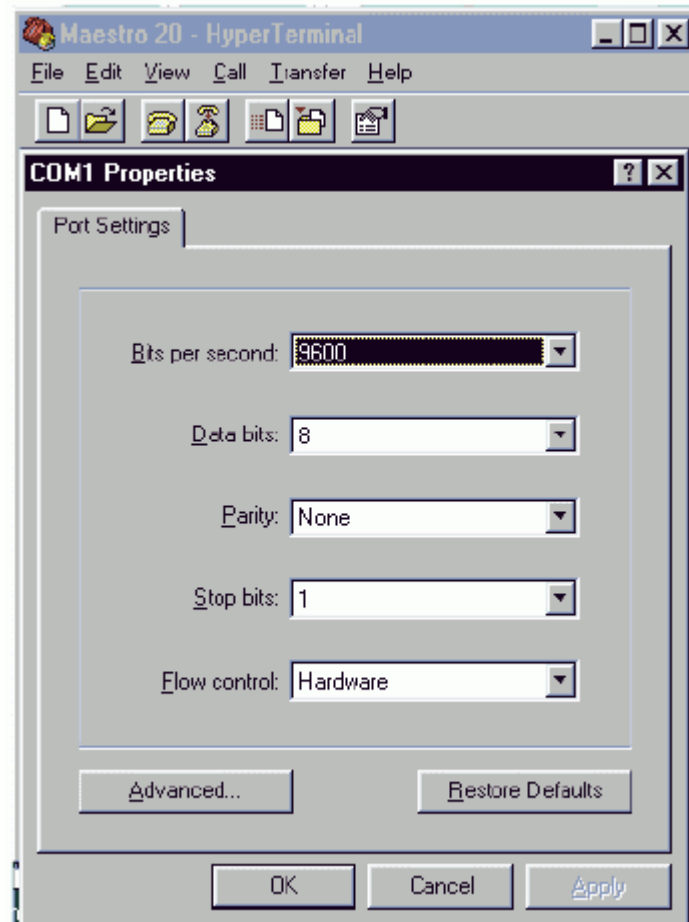 Maestro 20 - HyperTerminal
File Edit View Call Transfer Help
COM1 Properties
Port Settings
Bits per second: 9600
Data bits: 8
Parity: None
Stop bits: 1
Flow control: Hardware
Advanced... Restore Defaults
OK Cancel Apply